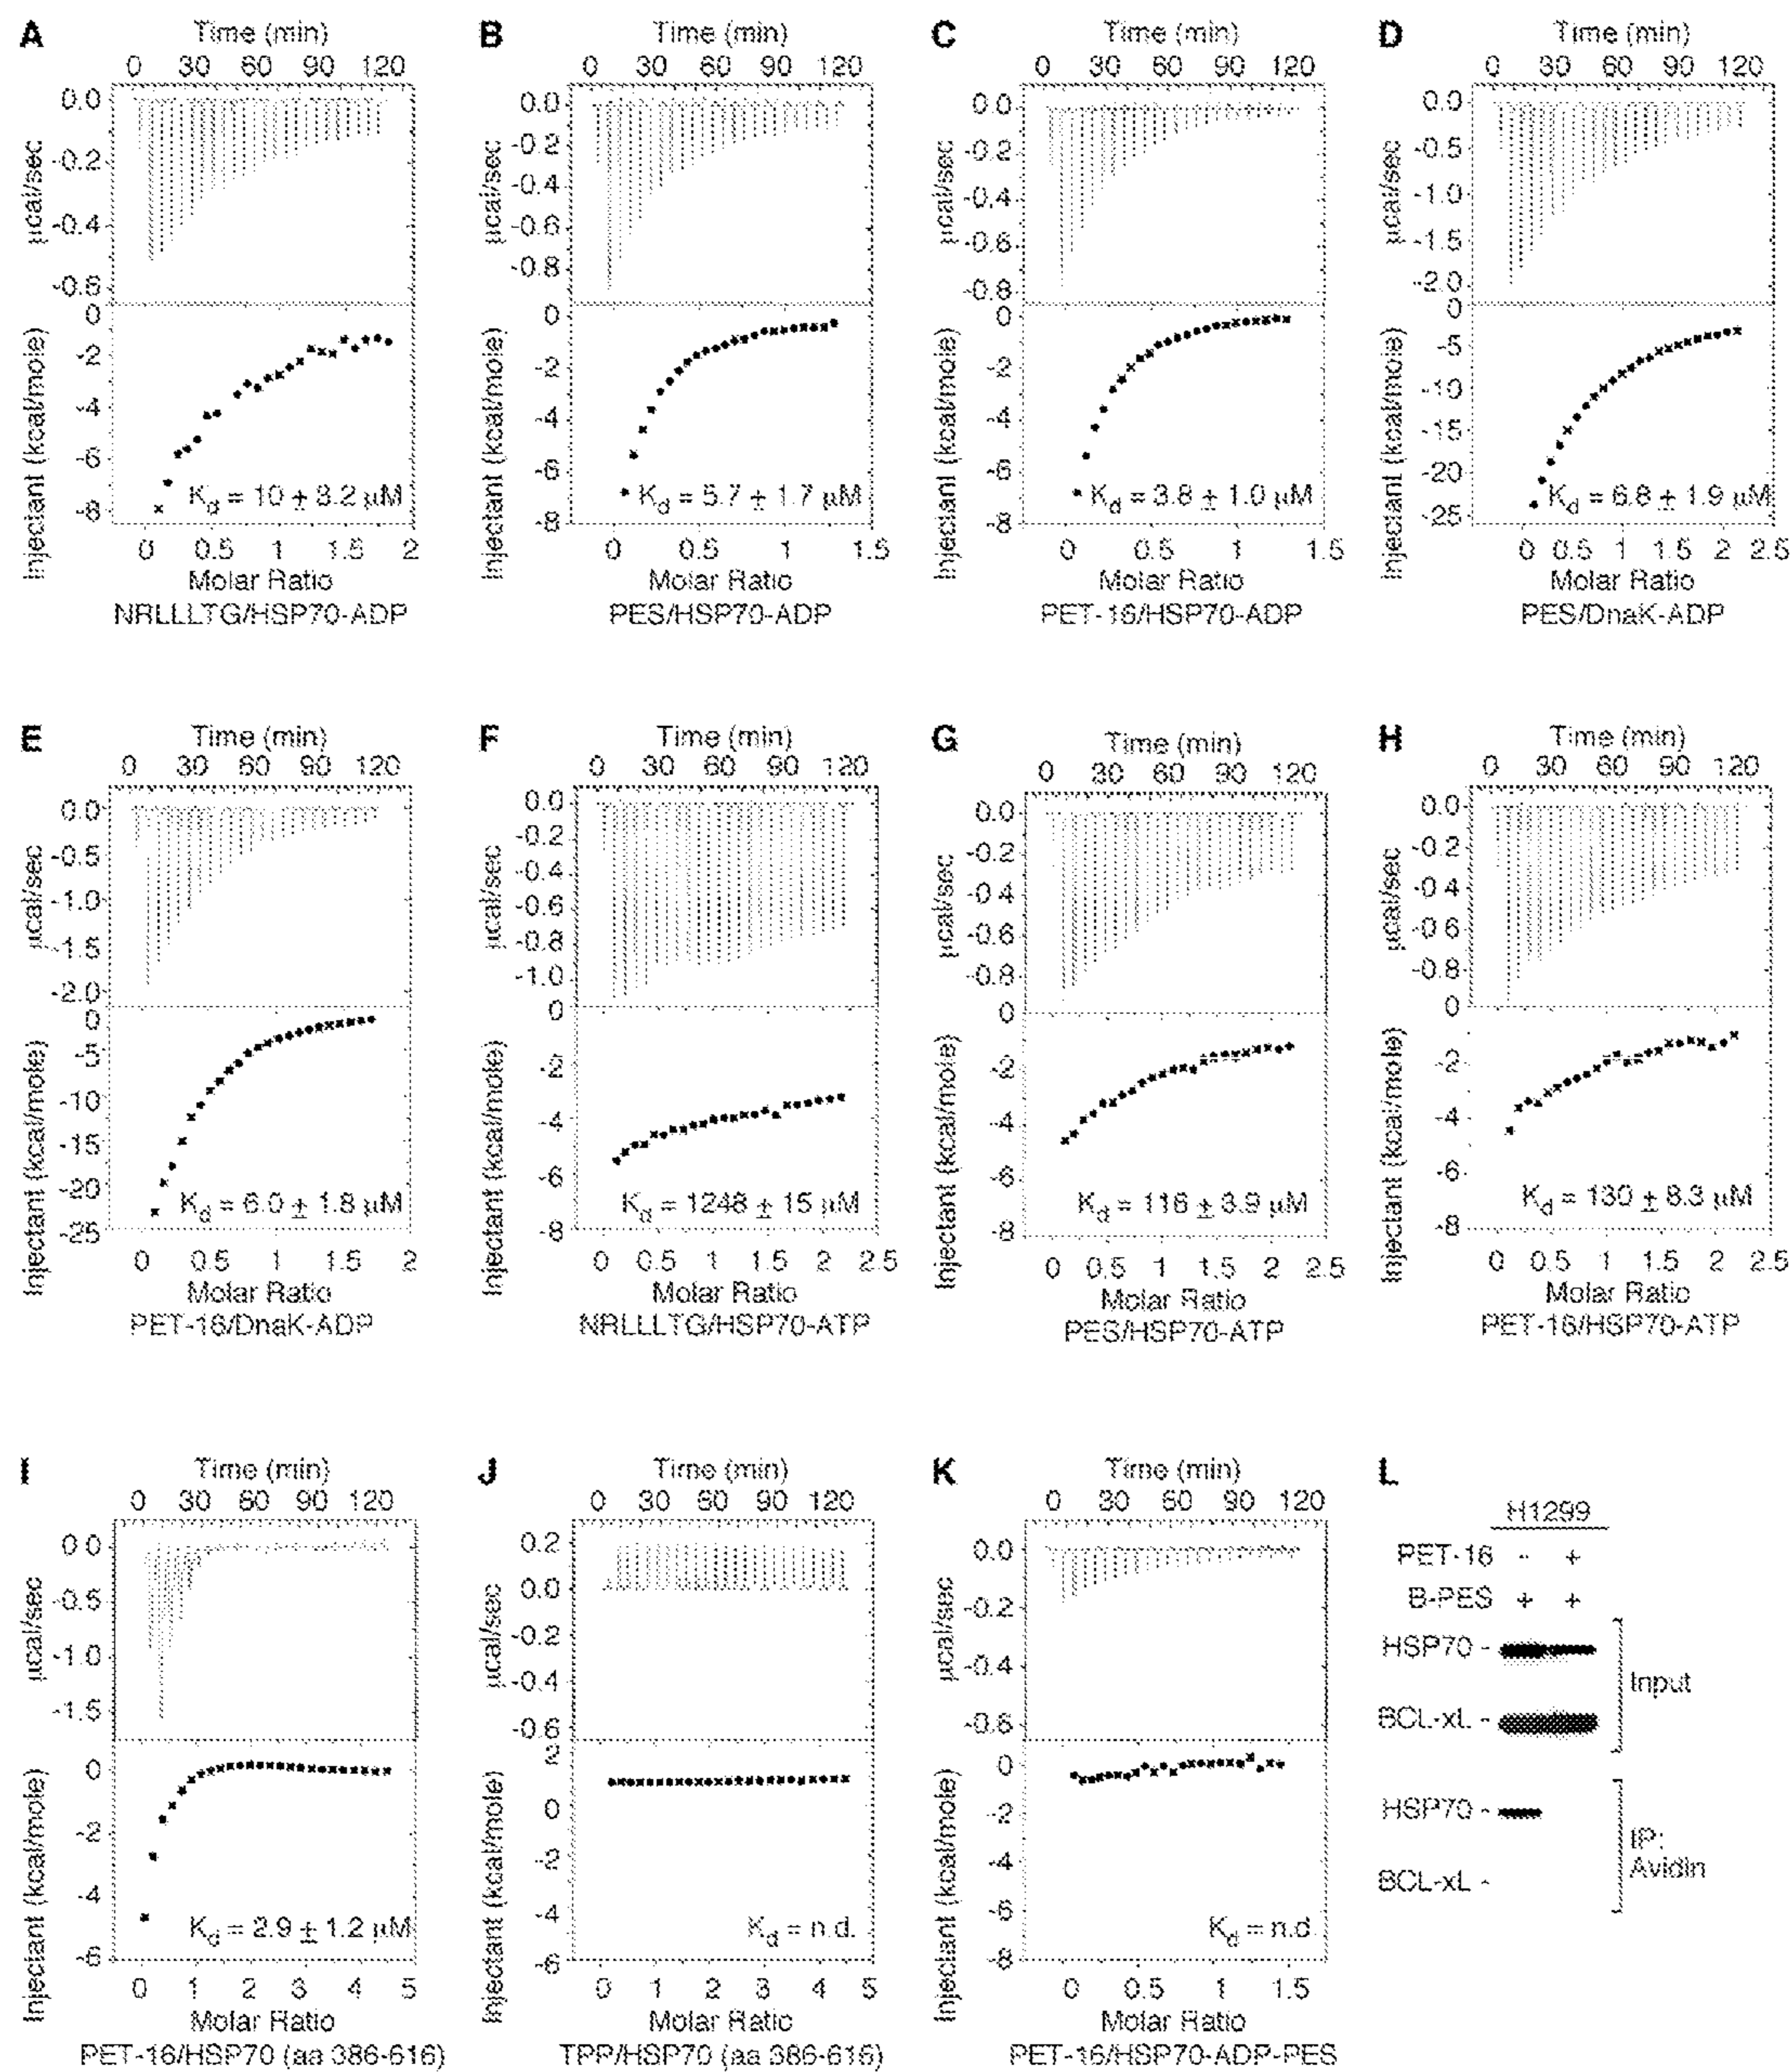 A
Time (min)
0 30 60 90 120
µcal/sec
0.0
-0.2
-0.4
-0.6
Injectant (kcal/mole)
0
-2
-4
-6
-8
K_d = 10 ± 3.2 µM
0 0.5 1 1.5 2
Molar Ratio
NRLLLTG/HSP70-ADP
B
Time (min)
0 30 60 90 120
µcal/sec
0.0
-0.2
-0.4
-0.6
-0.8
Injectant (kcal/mole)
0
-2
-4
-6
-8
K_d = 5.7 ± 1.7 µM
0 0.5 1 1.5
Molar Ratio
PES/HSP70-ADP
C
Time (min)
0 30 60 90 120
µcal/sec
0.0
-0.2
-0.4
-0.6
-0.8
Injectant (kcal/mole)
0
-2
-4
-6
-8
K_d = 3.8 ± 1.0 µM
0 0.5 1 1.5
Molar Ratio
PET-16/HSP70-ADP
D
Time (min)
0 30 60 90 120
µcal/sec
0.0
-0.5
-1.0
-1.5
-2.0
Injectant (kcal/mole)
0
-5
-10
-15
-20
-25
K_d = 6.8 ± 1.9 µM
0 0.5 1 1.5 2 2.5
Molar Ratio
PES/DnaK-ADP
E
Time (min)
0 30 60 90 120
µcal/sec
0.0
-0.5
-1.0
-1.5
-2.0
Injectant (kcal/mole)
0
-5
-10
-15
-20
-25
K_d = 6.0 ± 1.8 µM
0 0.5 1 1.5 2
Molar Ratio
PET-16/DnaK-ADP
F
Time (min)
0 30 60 90 120
µcal/sec
0.0
-0.2
-0.4
-0.6
-0.8
-1.0
Injectant (kcal/mole)
0
-2
-4
-6
-8
K_d = 1248 ± 15 µM
0 0.5 1 1.5 2 2.5
Molar Ratio
NRLLLTG/HSP70-ATP
G
Time (min)
0 30 60 90 120
µcal/sec
0.0
-0.2
-0.4
-0.6
-0.8
Injectant (kcal/mole)
0
-2
-4
-6
-8
K_d = 116 ± 3.9 µM
0 0.5 1 1.5 2 2.5
Molar Ratio
PES/HSP70-ATP
H
Time (min)
0 30 60 90 120
µcal/sec
0.0
-0.2
-0.4
-0.6
-0.8
Injectant (kcal/mole)
0
-2
-4
-6
-8
K_d = 130 ± 8.3 µM
0 0.5 1 1.5 2 2.5
Molar Ratio
PET-16/HSP70-ATP
I
Time (min)
0 30 60 90 120
µcal/sec
0.0
-0.5
-1.0
-1.5
Injectant (kcal/mole)
0
-2
-4
-6
K_d = 2.9 ± 1.2 µM
0 1 2 3 4 5
Molar Ratio
PET-16/HSP70 (aa 386-616)
J
Time (min)
0 30 60 90 120
µcal/sec
0.2
0.0
-0.2
-0.4
-0.6
Injectant (kcal/mole)
2
0
-2
-4
-6
K_d = n.d.
0 1 2 3 4 5
Molar Ratio
TPP/HSP70 (aa 386-616)
K
Time (min)
0 30 60 90 120
µcal/sec
0.0
-0.2
-0.4
-0.6
Injectant (kcal/mole)
0
-2
-4
-6
-8
K_d = n.d.
0 0.5 1 1.5
Molar Ratio
PET-16/HSP70-ADP-PES
L
H1299
PET-16 - +
B-PES + +
HSP70 -
BCL-xL -
Input
HSP70 -
BCL-xL -
IP:
Avidin